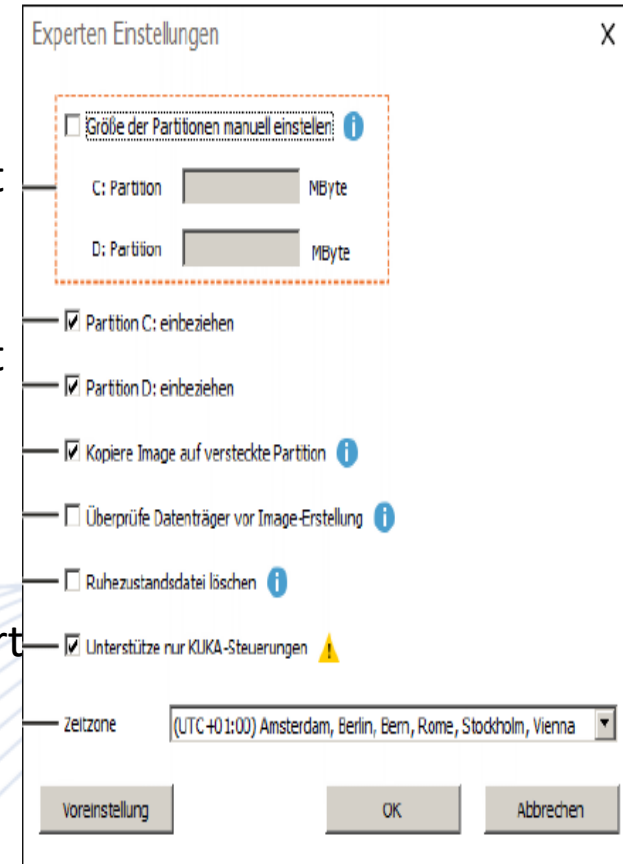 Experten Einstellungen X
Größe der Partitionen manuell einstellen i
C: Partition MByte
D: Partition MByte
Partition C: einbeziehen
Partition D: einbeziehen
Kopiere Image auf versteckte Partition i
Überprüfe Datenträger vor Image-Erstellung i
Ruhezustandsdatei löschen i
Unterstütze nur KUKA-Steuerungen !
Zeitzone (UTC+01:00) Amsterdam, Berlin, Bern, Rome, Stockholm, Vienna
Voreinstellung OK Abbrechen